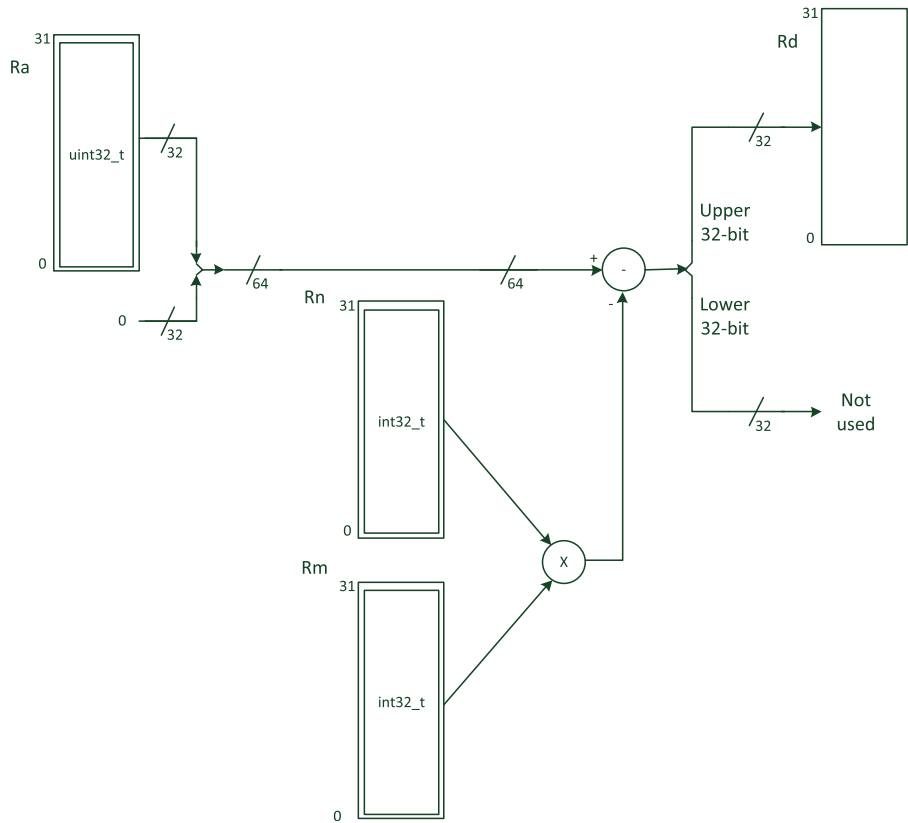 31
Ra
uint32_t
0
32
0
32
64
64
+
-
-
Rn
31
int32_t
0
Rm
31
int32_t
0
X
31
Rd
0
32
Upper
32-bit
Lower
32-bit
32
Not
used